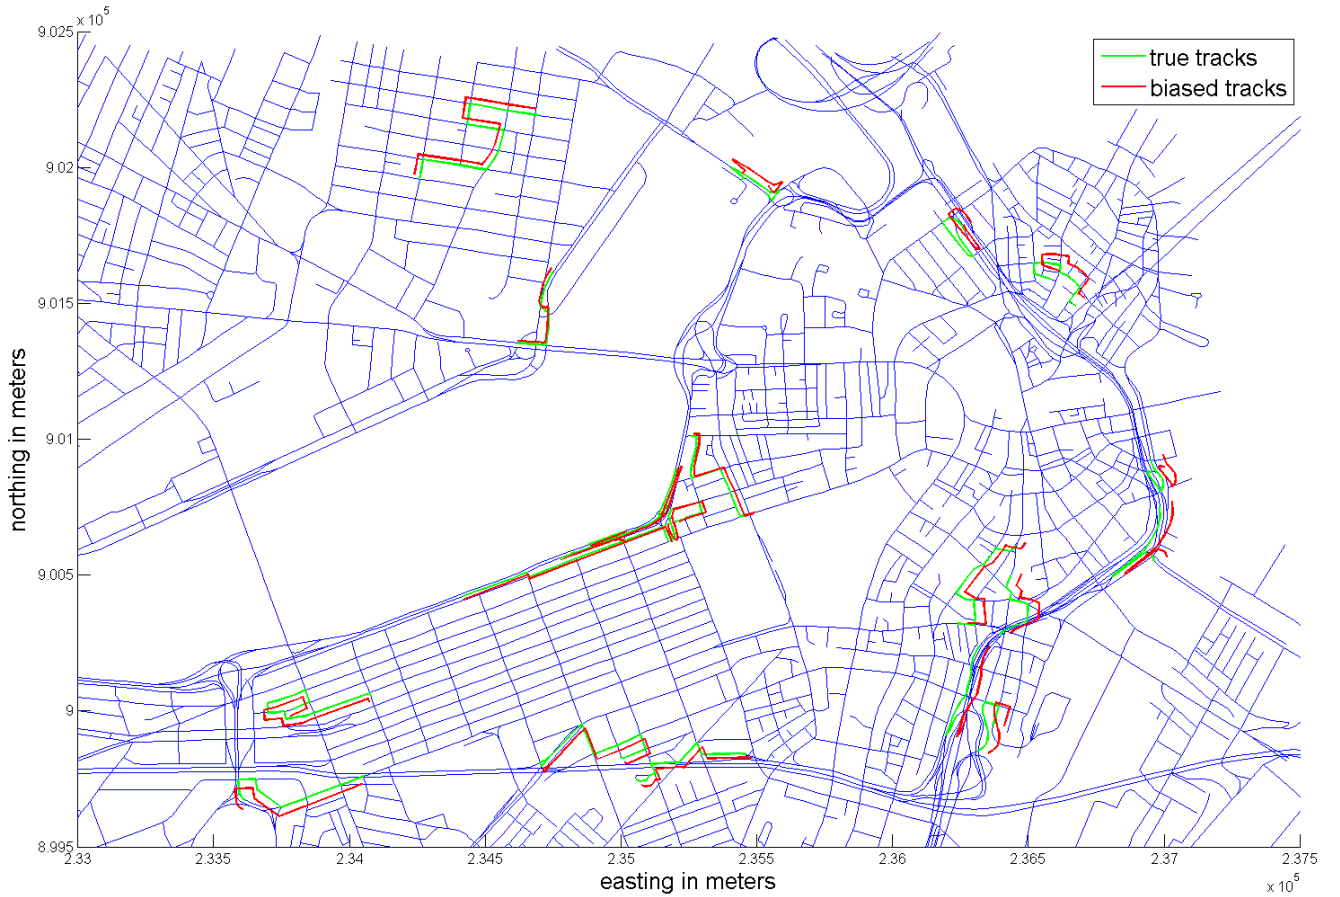 x 10^5
9.025
true tracks
biased tracks
9.02
9.015
9.01
9.005
9
8.995
northing in meters
2.33 2.335 2.34 2.345 2.35 2.355 2.36 2.365 2.37 2.375
easting in meters
x 10^5